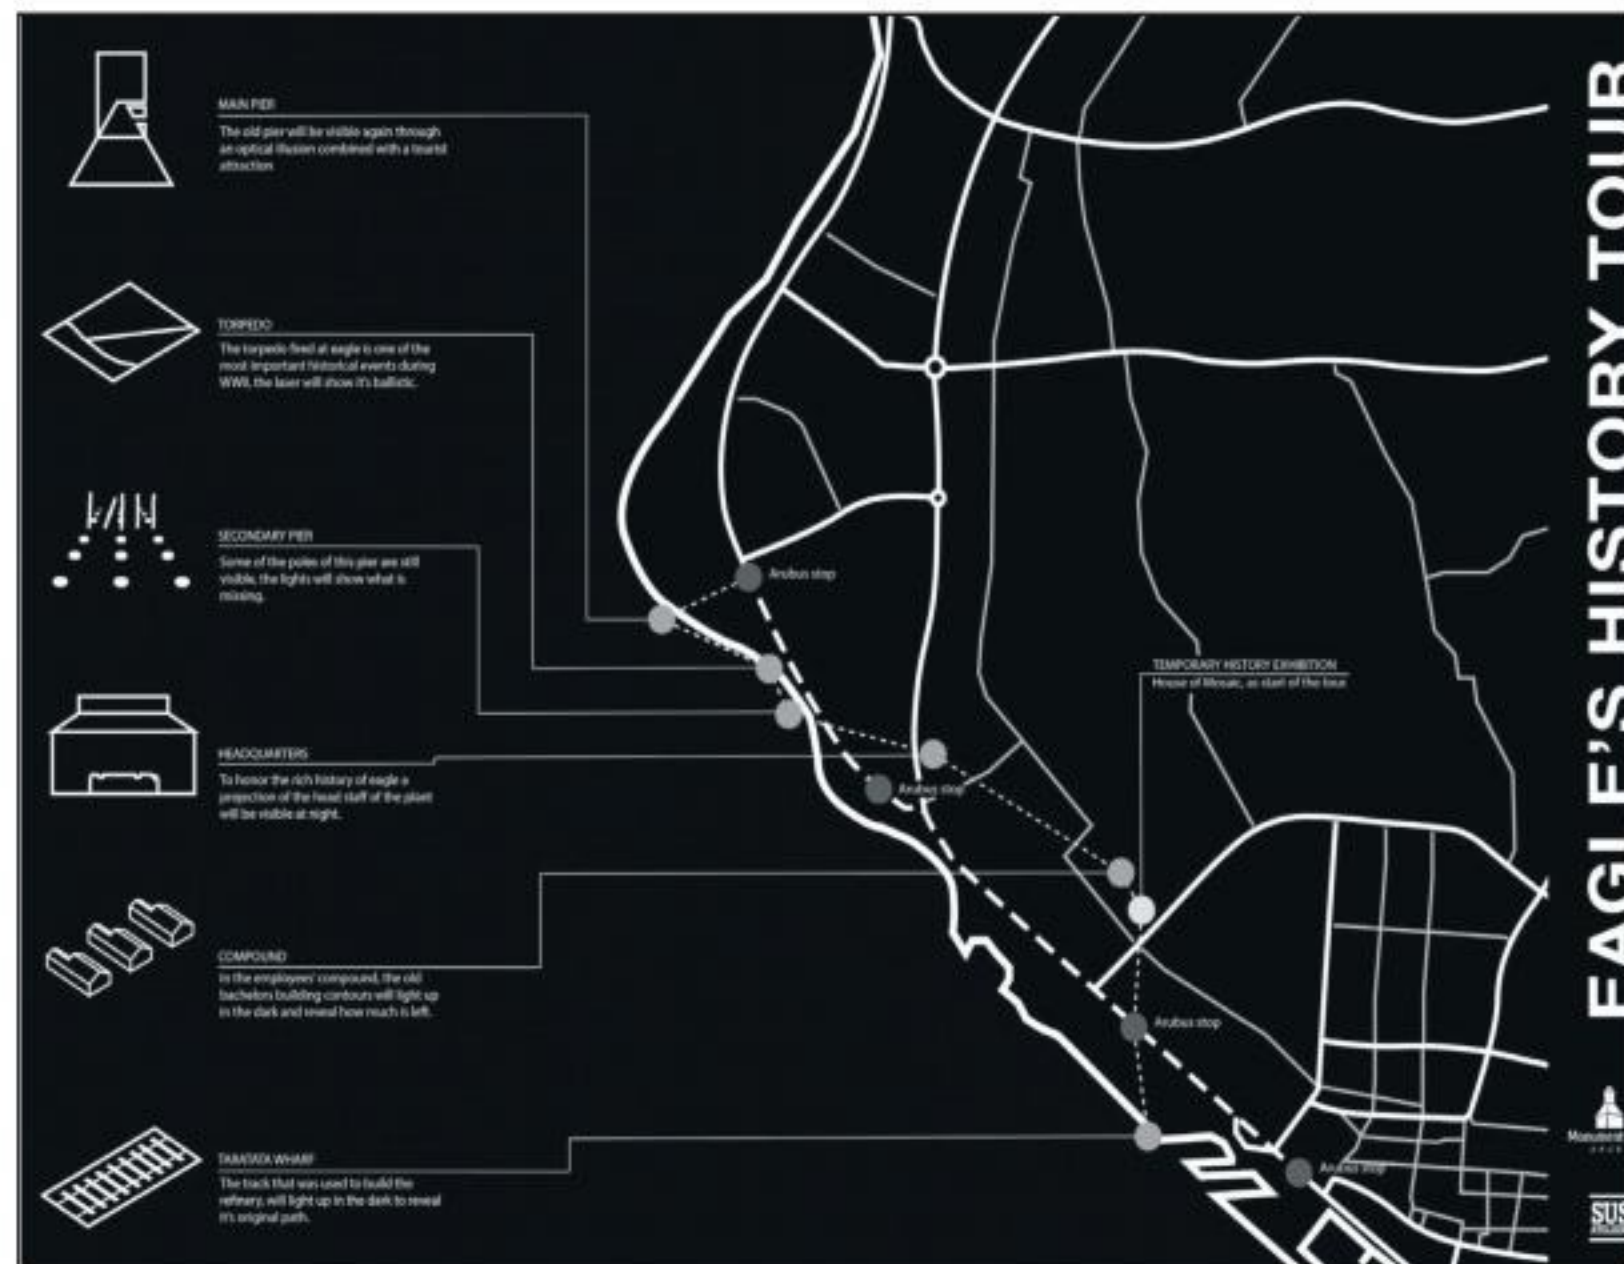 MAIN PIER
The old pier will be visible again through
an optical illusion combined with a tourist
attraction
TORPEDO
The torpedo fired at eagle is one of the
most important historical events during
WWII, the laser will show it's ballistic.
SECONDARY PIER
Some of the poles of this pier are still
visible, the lights will show what is
missing.
HEADQUARTERS
To honor the rich history of eagle a
projection of the head staff of the plant
will be visible at night.
COMPOUND
In the employees' compound, the old
bachelors building contours will light up
in the dark and reveal how much is left.
TARATATA WHARF
The track that was used to build the
refinery, will light up in the dark to reveal
it's original path.
Arubus stop
Arubus stop
TEMPORARY HISTORY EXHIBITION
House of Mosaic, as start of the tour.
Arubus stop
Arubus stop
EAGLE'S HISTORY TOUR
Monument
SUS